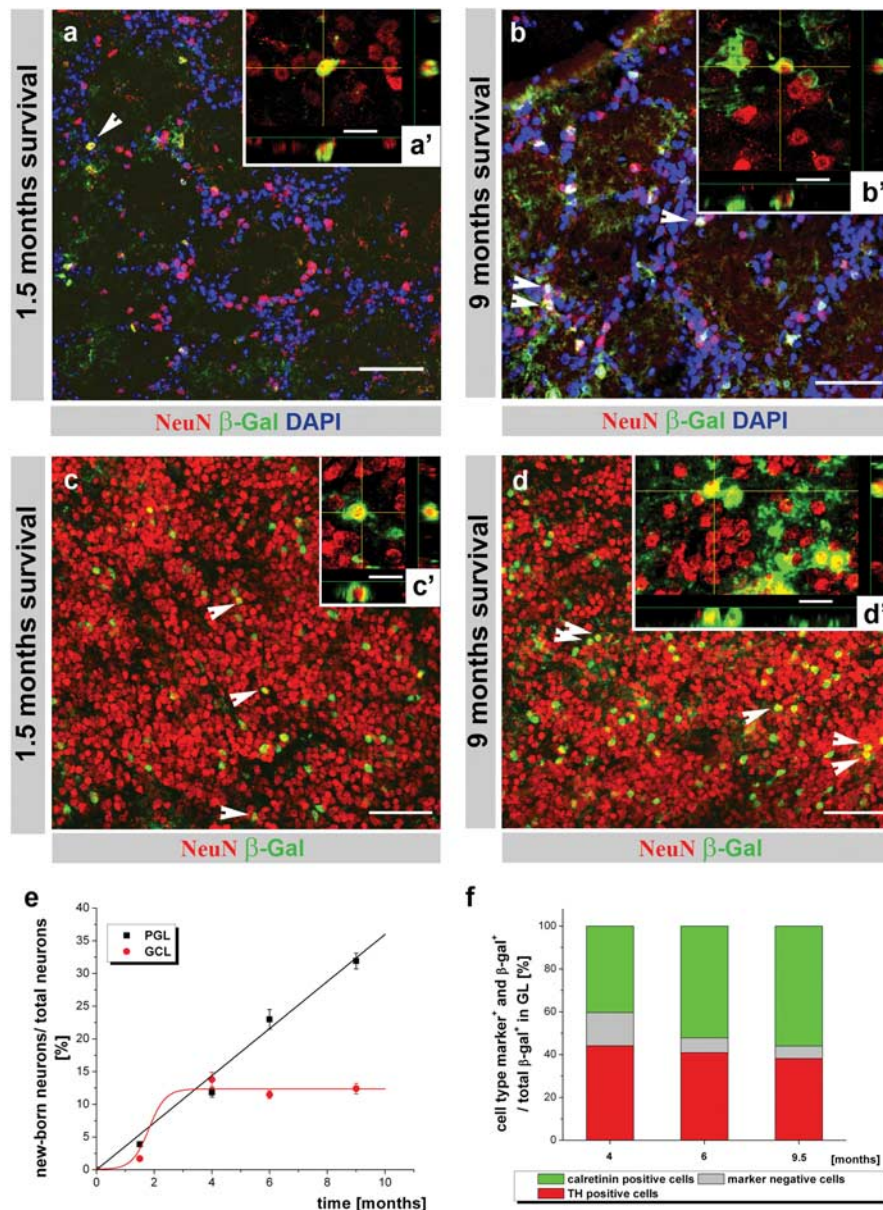 a
a'
1.5 months survival
NeuN β-Gal DAPI
b
b'
9 months survival
NeuN β-Gal DAPI
c
c'
1.5 months survival
NeuN β-Gal
d
d'
9 months survival
NeuN β-Gal
e
new-born neurons/ total neurons
[%]
40
35
30
25
20
15
10
5
0
PGL
GCL
0 2 4 6 8 10
time [months]
f
cell type marker⁺ and β-gal⁺
/ total β-gal⁺ in GL [%]
100
80
60
40
20
0
4 6 9.5 [months]
calretinin positive cells marker negative cells
TH positive cells